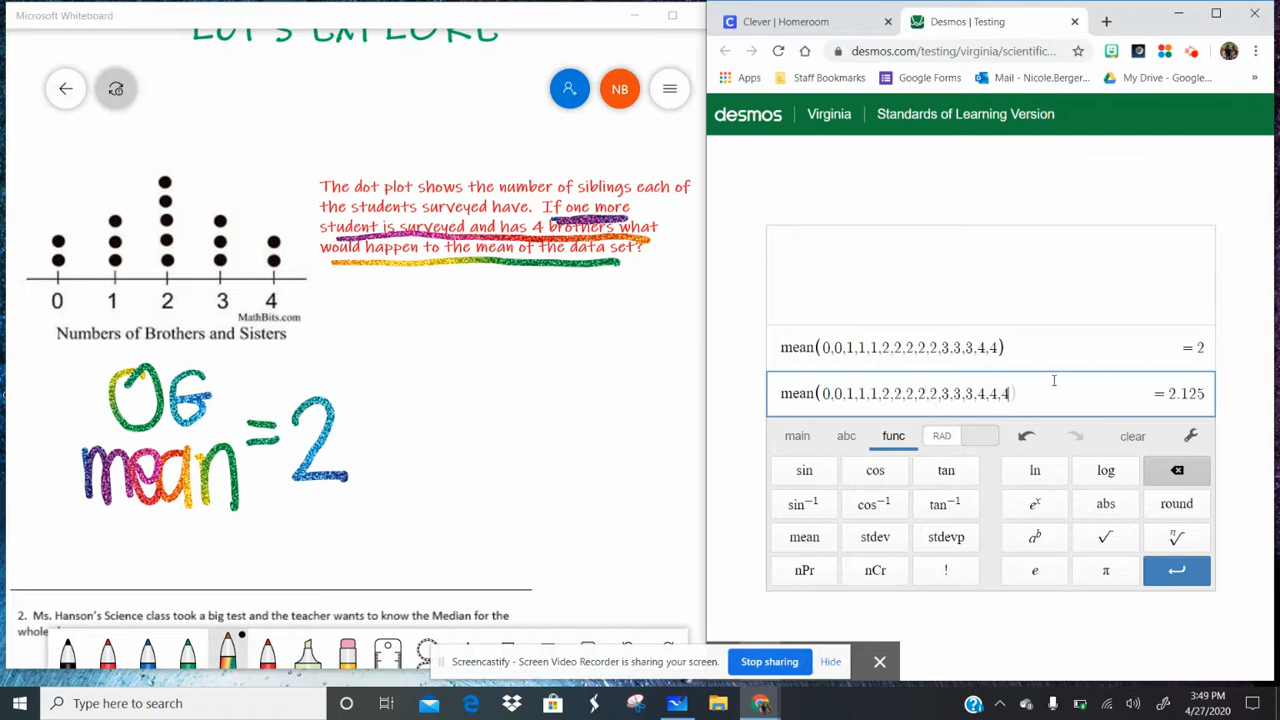 Microsoft Whiteboard
LET'S EXPLORE
NB
The dot plot shows the number of siblings each of
the students surveyed have. If one more
student is surveyed and has 4 brothers what
would happen to the mean of the data set?
0 1 2 3 4
MathBits.com
Numbers of Brothers and Sisters
OG
mean = 2
2. Ms. Hanson's Science class took a big test and the teacher wants to know the Median for the
whole
Clever | Homeroom
Desmos | Testing
desmos.com/testing/virginia/scientific...
Apps
Staff Bookmarks
Google Forms
Mail - Nicole.Berger...
My Drive - Google...
»
desmos
Virginia
Standards of Learning Version
mean(0,0,1,1,1,2,2,2,2,2,3,3,3,4,4) = 2
mean(0,0,1,1,1,2,2,2,2,2,3,3,3,4,4,4) = 2.125
main abc func RAD clear
sin cos tan ln log
sin⁻¹ cos⁻¹ tan⁻¹ eˣ abs round
mean stdev stdevp aᵇ √ ⁿ√
nPr nCr ! e π
Screencastify - Screen Video Recorder is sharing your screen.
Stop sharing
Hide
Type here to search
3:49 PM
4/27/2020